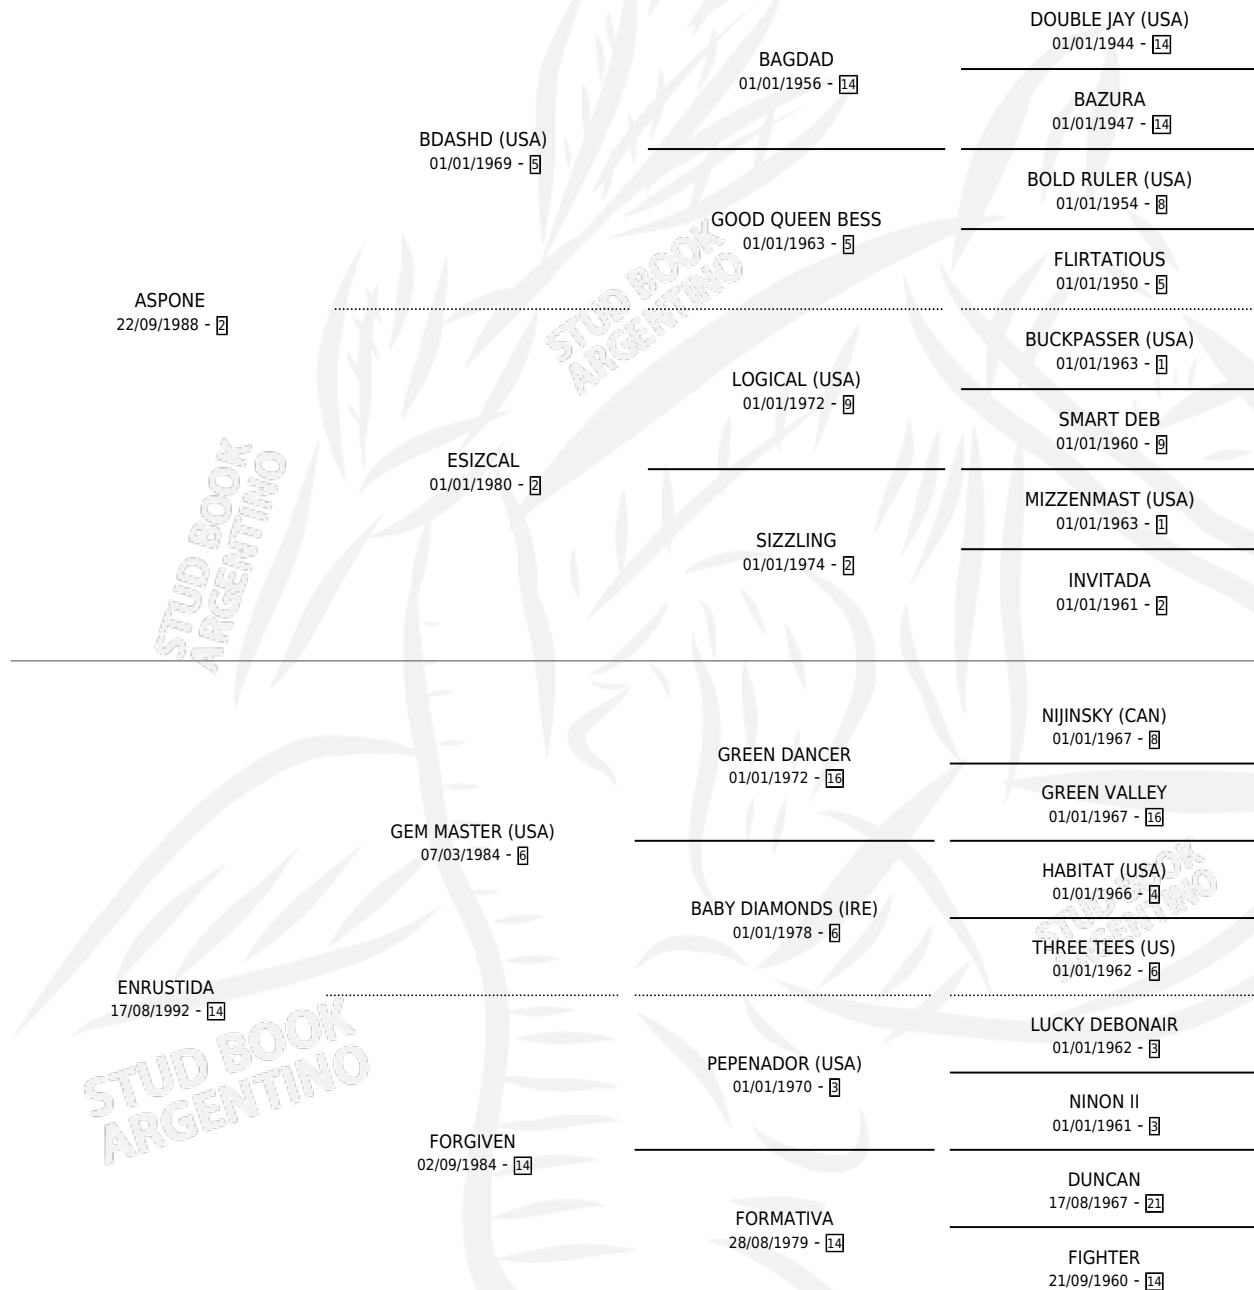 DOUBLE JAY (USA)
01/01/1944 - 14
BAGDAD
01/01/1956 - 14
BAZURA
01/01/1947 - 14
BDASHD (USA)
01/01/1969 - 5
BOLD RULER (USA)
01/01/1954 - 8
GOOD QUEEN BESS
01/01/1963 - 5
FLIRTATIOUS
01/01/1950 - 5
ASPONE
22/09/1988 - 2
BUCKPASSER (USA)
01/01/1963 - 1
LOGICAL (USA)
01/01/1972 - 9
SMART DEB
01/01/1960 - 9
ESIZCAL
01/01/1980 - 2
MIZZENMAST (USA)
01/01/1963 - 1
SIZZLING
01/01/1974 - 2
INVITADA
01/01/1961 - 2
NIJINSKY (CAN)
01/01/1967 - 8
GREEN DANCER
01/01/1972 - 16
GREEN VALLEY
01/01/1967 - 16
GEM MASTER (USA)
07/03/1984 - 6
HABITAT (USA)
01/01/1966 - 4
BABY DIAMONDS (IRE)
01/01/1978 - 6
THREE TEES (US)
01/01/1962 - 6
ENRUSTIDA
17/08/1992 - 14
LUCKY DEBONAIR
01/01/1962 - 3
PEPENADOR (USA)
01/01/1970 - 3
NINON II
01/01/1961 - 3
FORGIVEN
02/09/1984 - 14
DUNCAN
17/08/1967 - 21
FORMATIVA
28/08/1979 - 14
FIGHTER
21/09/1960 - 14
STUD BOOK
ARGENTINO
STUD BOOK
ARGENTINO
STUD BOOK
ARGENTINO
STUD BOOK
ARGENTINO